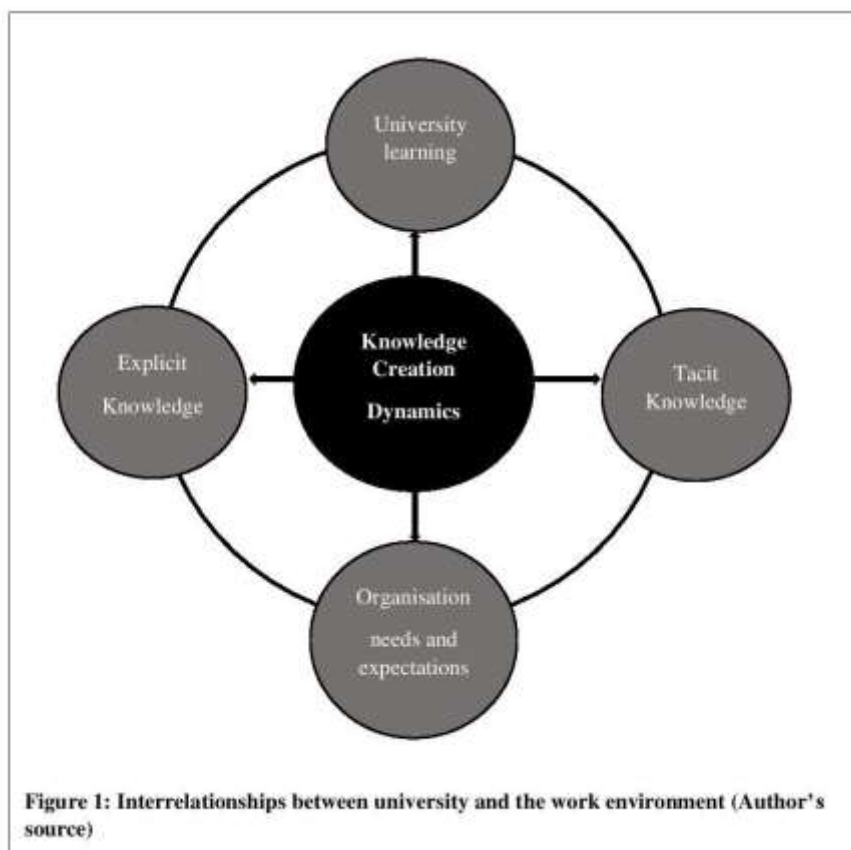 University
learning
Explicit
Knowledge
Knowledge
Creation
Dynamics
Tacit
Knowledge
Organisation
needs and
expectations
Figure 1: Interrelationships between university and the work environment (Author's
source)